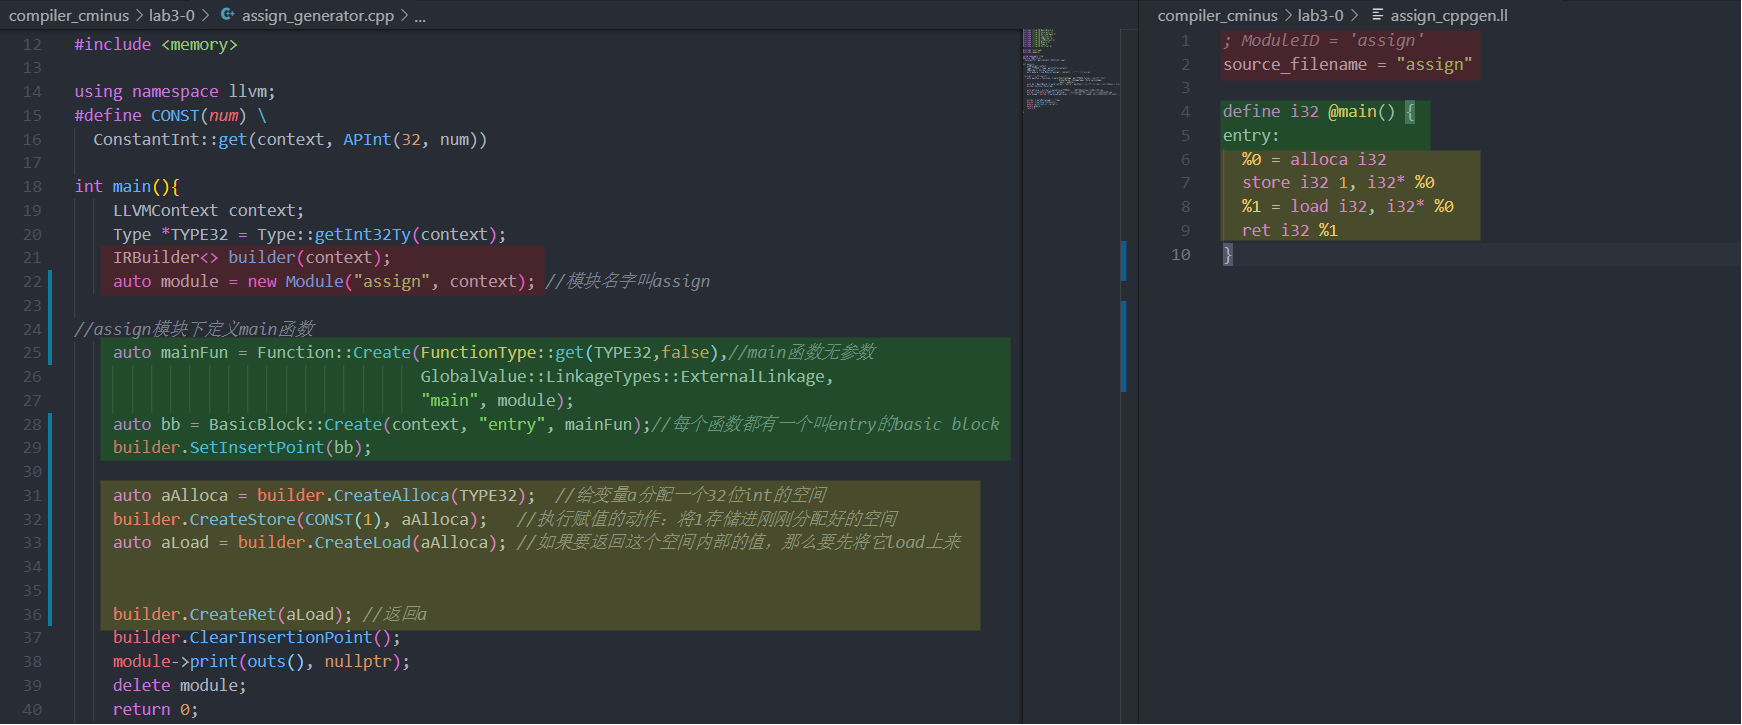 compiler_cminus > lab3-0 > assign_generator.cpp > ...
12 #include <memory>
13
14 using namespace llvm;
15 #define CONST(num) \
16 ConstantInt::get(context, APInt(32, num))
17
18 int main(){
19 LLVMContext context;
20 Type *TYPE32 = Type::getInt32Ty(context);
21 IRBuilder<> builder(context);
22 auto module = new Module("assign", context); //模块名字叫assign
23
24 //assign模块下定义main函数
25 auto mainFun = Function::Create(FunctionType::get(TYPE32,false),//main函数无参数
26 GlobalValue::LinkageTypes::ExternalLinkage,
27 "main", module);
28 auto bb = BasicBlock::Create(context, "entry", mainFun);//每个函数都有一个叫entry的basic block
29 builder.SetInsertPoint(bb);
30
31 auto aAlloca = builder.CreateAlloca(TYPE32); //给变量a分配一个32位int的空间
32 builder.CreateStore(CONST(1), aAlloca); //执行赋值的动作：将1存储进刚刚分配好的空间
33 auto aLoad = builder.CreateLoad(aAlloca); //如果要返回这个空间内部的值，那么要先将它load上来
34
35
36 builder.CreateRet(aLoad); //返回a
37 builder.ClearInsertionPoint();
38 module->print(outs(), nullptr);
39 delete module;
40 return 0;
compiler_cminus > lab3-0 > assign_cppgen.ll
1 ; ModuleID = 'assign'
2 source_filename = "assign"
3
4 define i32 @main() {
5 entry:
6 %0 = alloca i32
7 store i32 1, i32* %0
8 %1 = load i32, i32* %0
9 ret i32 %1
10 }